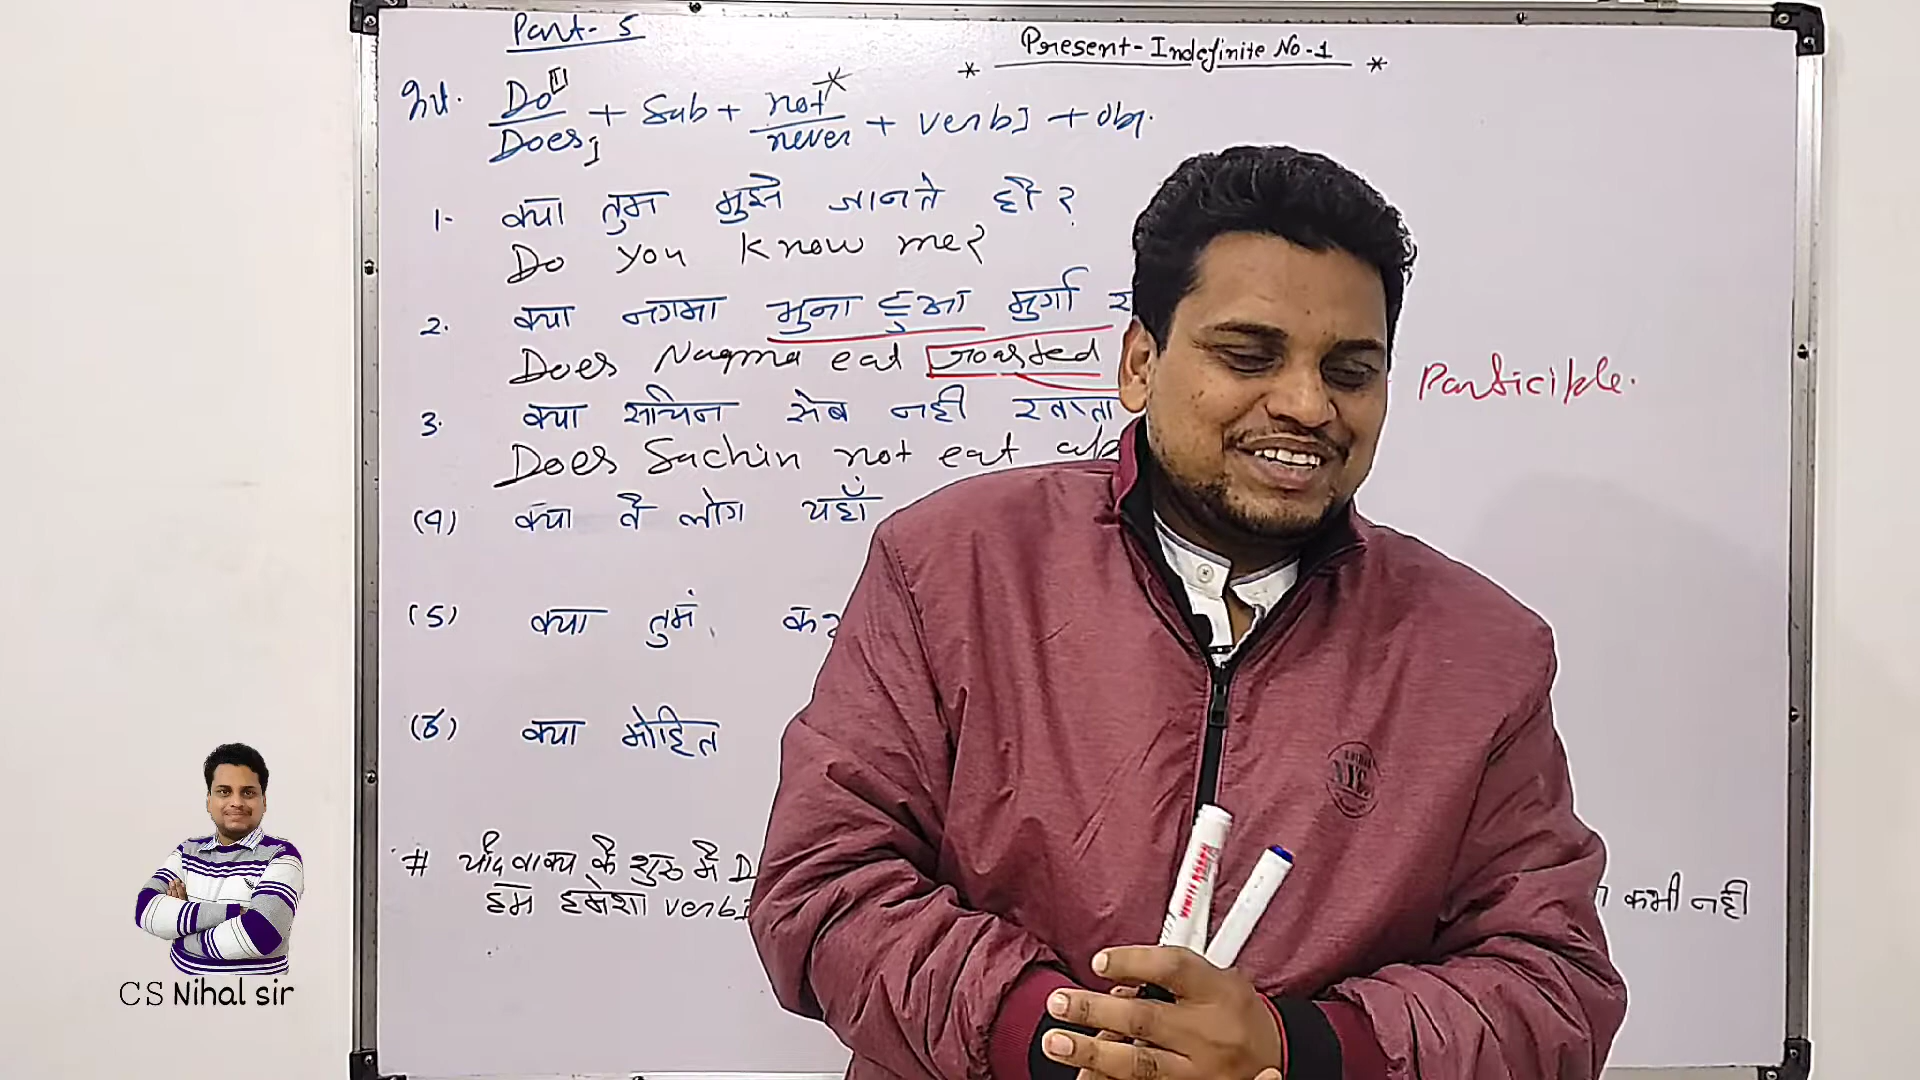 Part- 5
* Present-Indefinite No-1 *
Int. Do + Sub + not* + verb I + obj.
Does I never
1- क्या तुम मुझे जानते हो?
Do you know me?
2. क्या नगमा भुना हुआ मुर्गा
Does Nagma eat roasted
Participle.
3. क्या सचिन सेब नहीं खाता
Does Sachin not eat
(4) क्या वे लोग यहाँ
(5) क्या तुम
(6) क्या मोहित
# यदि वाक्य के शुरु में D
हम हमेशा verb I कभी नहीं
CS Nihal sir
NYC